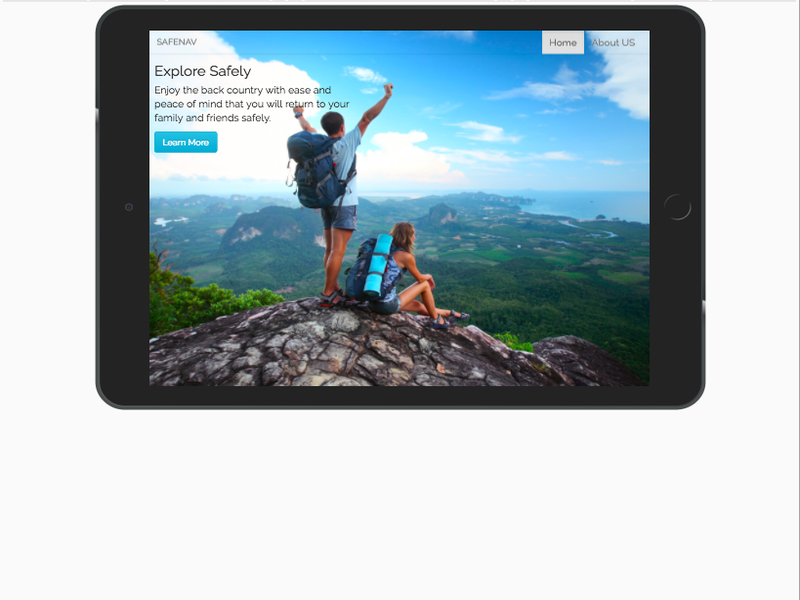 SAFENAV
Home
About US
Explore Safely
Enjoy the back country with ease and
peace of mind that you will return to your
family and friends safely.
Learn More